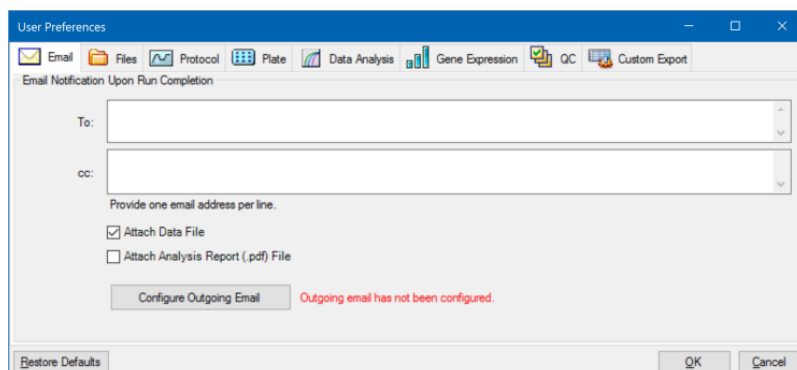 User Preferences
Email Files Protocol Plate Data Analysis Gene Expression QC Custom Export
Email Notification Upon Run Completion
To:
cc:
Provide one email address per line.
Attach Data File
Attach Analysis Report (.pdf) File
Configure Outgoing Email Outgoing email has not been configured.
Restore Defaults OK Cancel